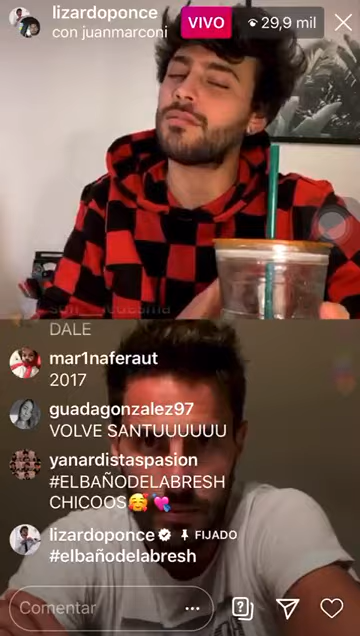 lizardoponce
con juanmarconi
VIVO
29,9 mil
DALE
mar1naferaut
2017
guadagonzalez97
VOLVE SANTUUUUUU
yanardistaspasion
#ELBAÑODELABRESH
CHICOOS🥰💘
lizardoponce
FIJADO
#elbañodelabresh
Comentar